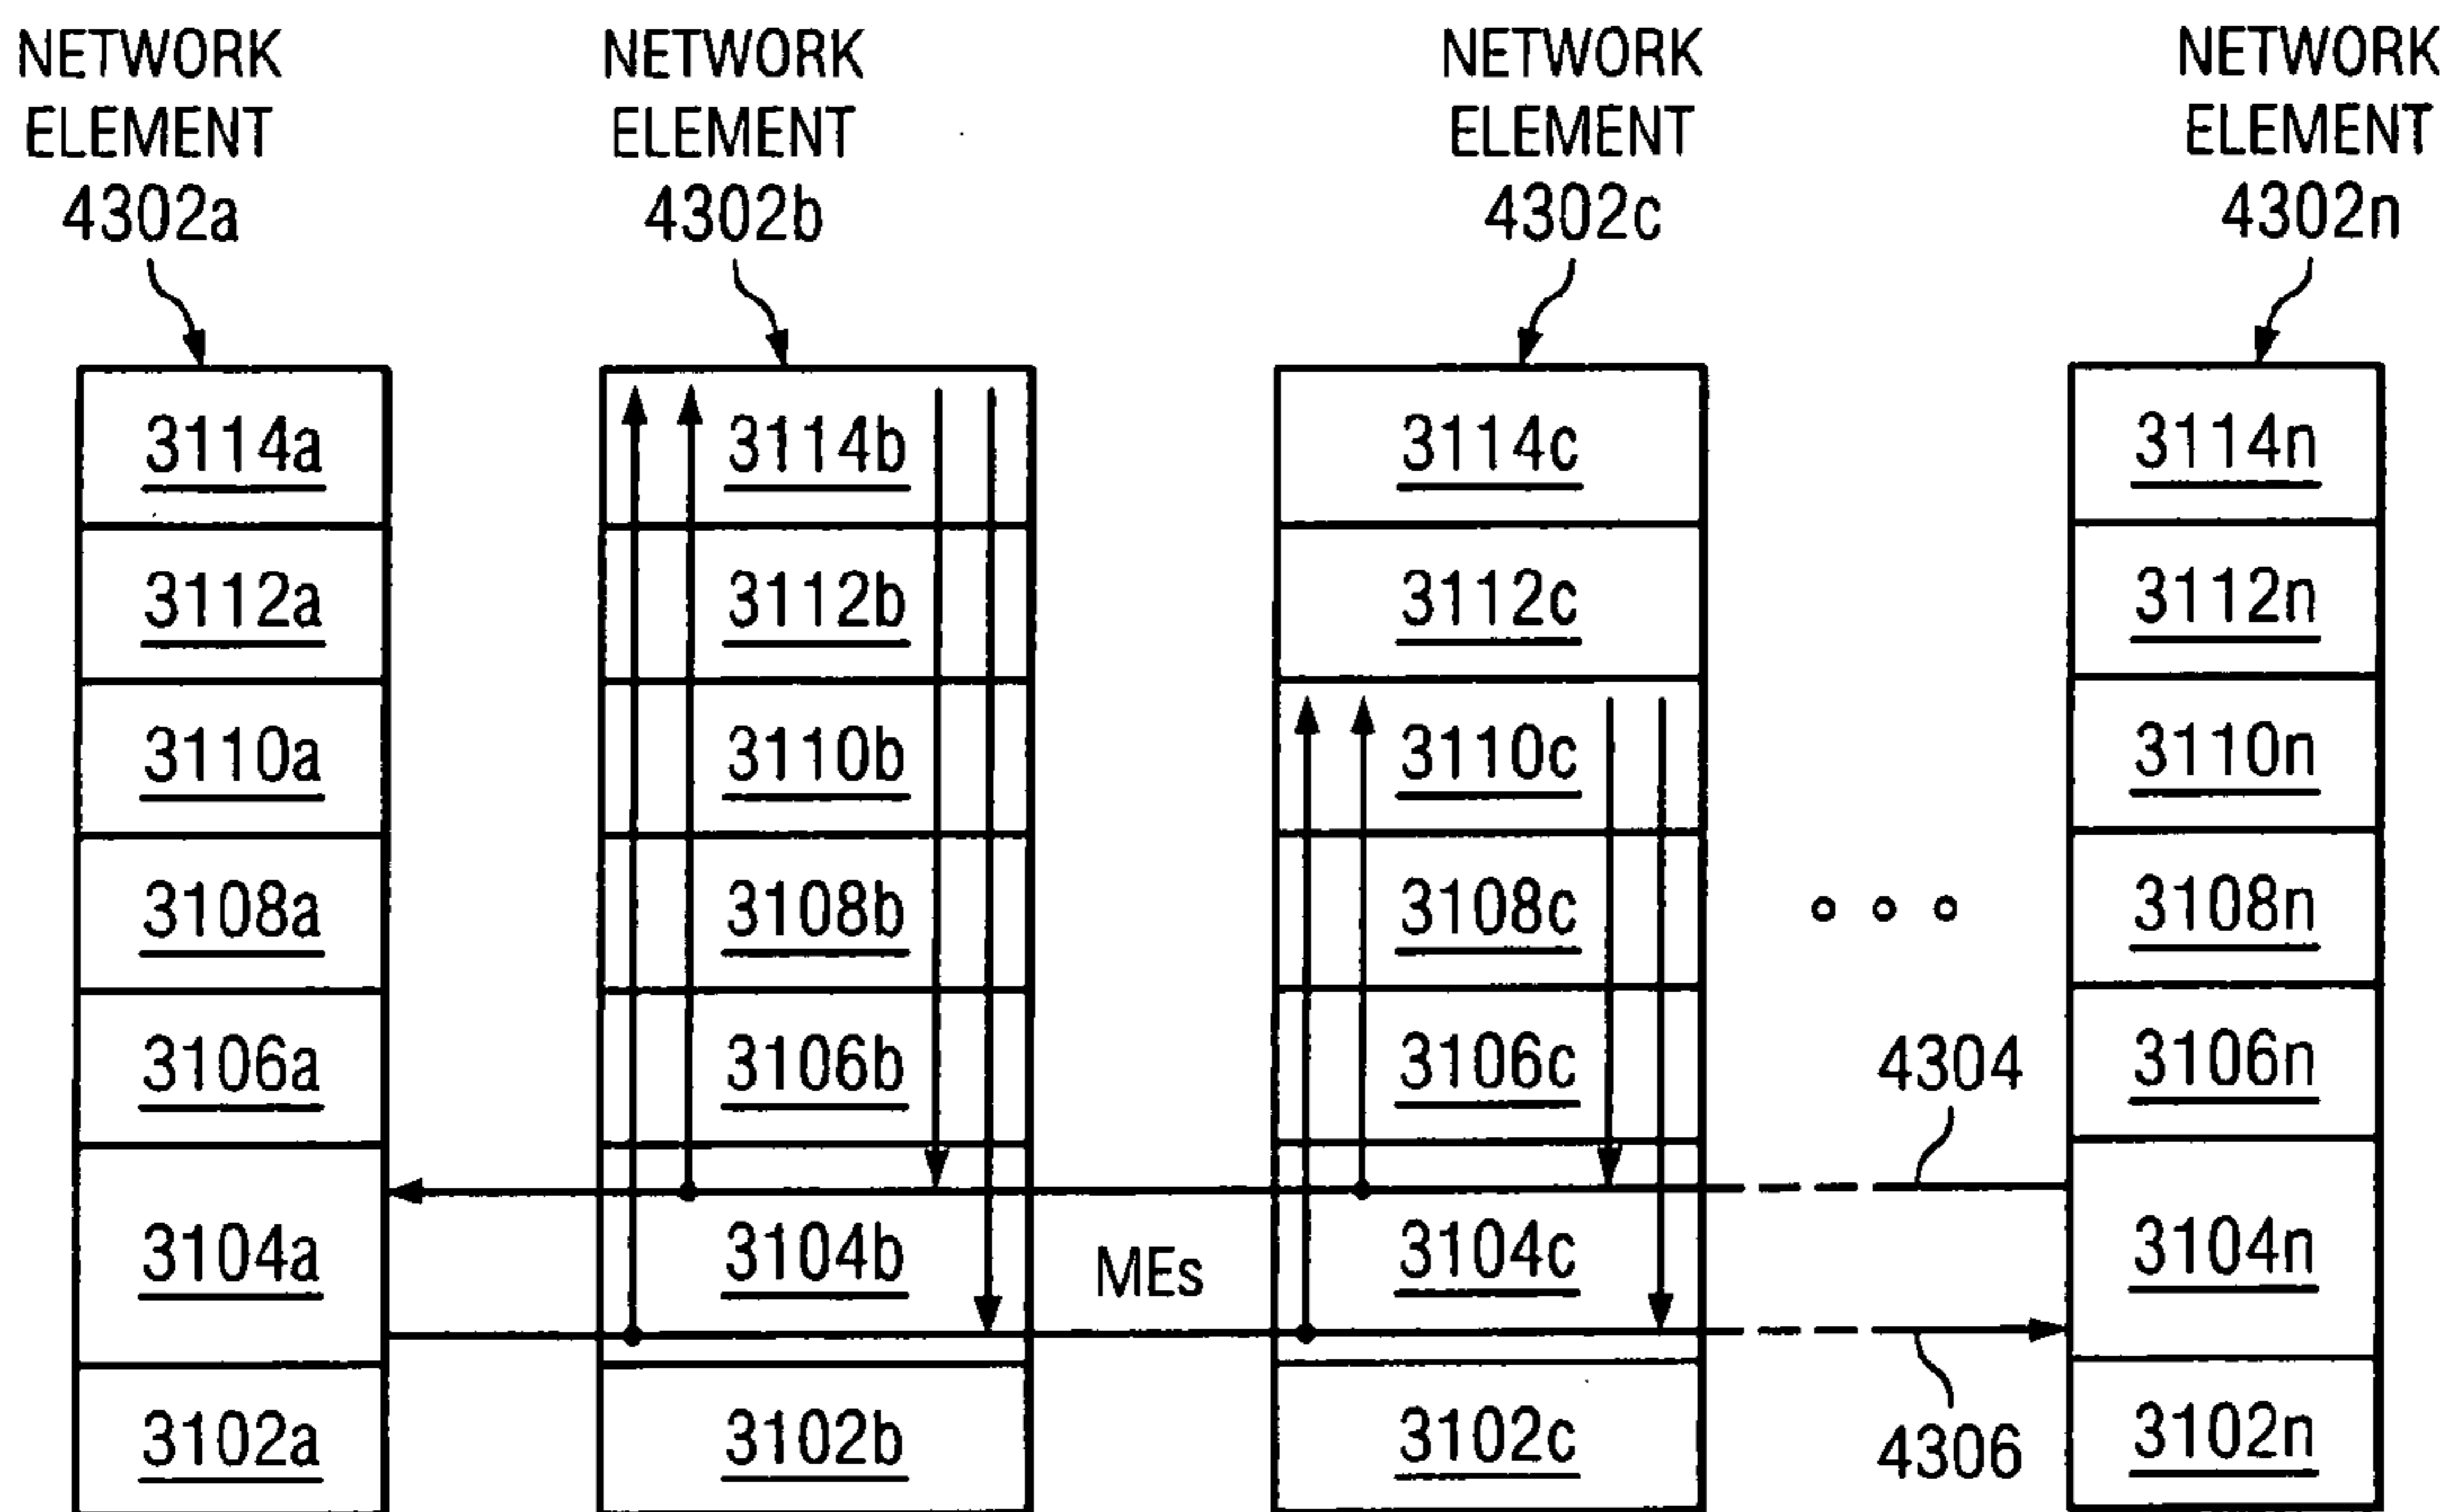 NETWORK
ELEMENT
4302a
NETWORK
ELEMENT
4302b
NETWORK
ELEMENT
4302c
NETWORK
ELEMENT
4302n
3114a
3114b
3114c
3114n
3112a
3112b
3112c
3112n
3110a
3110b
3110c
3110n
3108a
3108b
3108c
3108n
3106a
3106b
3106c
4304
3106n
3104a
3104b
MEs
3104c
3104n
3102a
3102b
3102c
4306
3102n